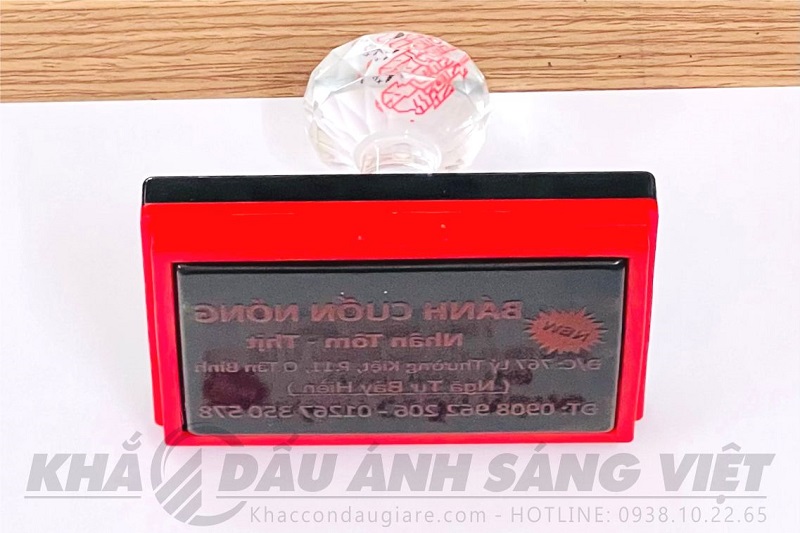 BÁNH CUỐN NÓNG
NEW
Nhân Tôm - Thịt
Đ/C: 767 Lý Thường Kiệt, P.11, Q Tân Bình
( Ngã Tư Bảy Hiền )
ĐT: 0908 962 206 - 01267 350 578
KHẮC DẤU ÁNH SÁNG VIỆT
Khaccondaugiare.com - HOTLINE: 0938.10.22.65